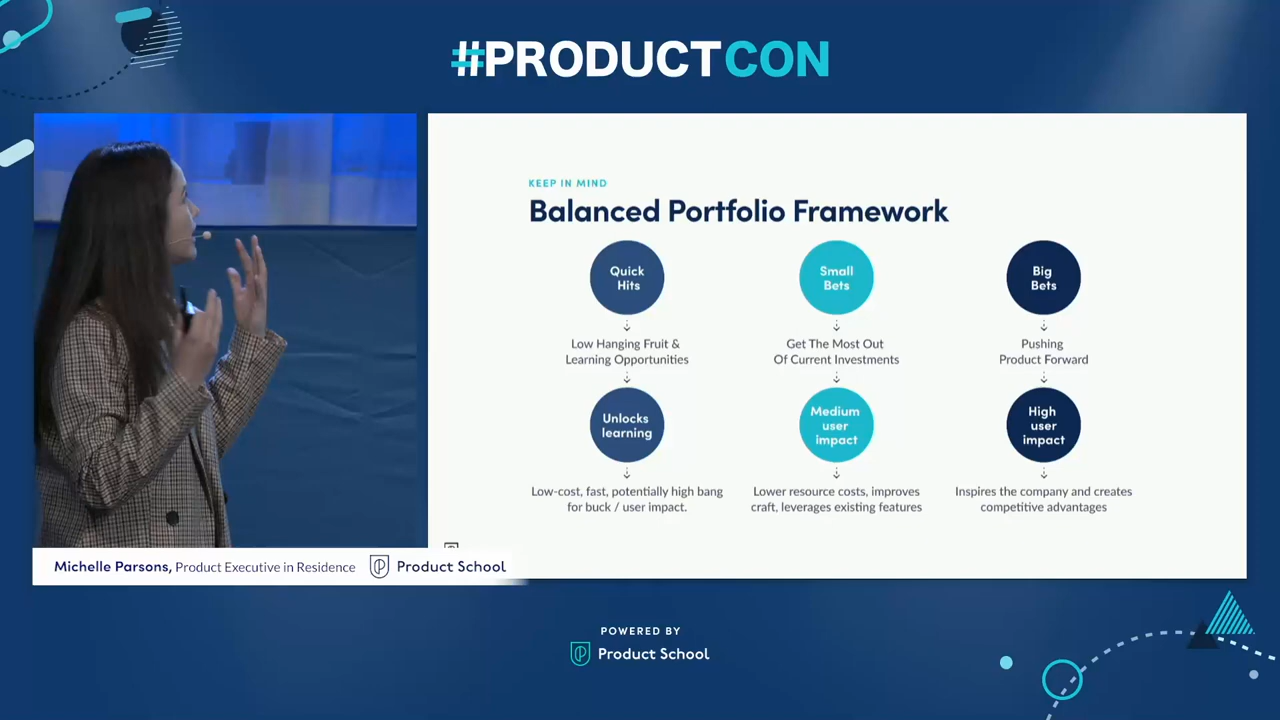 #PRODUCTCON
KEEP IN MIND
Balanced Portfolio Framework
Quick
Hits
Low Hanging Fruit &
Learning Opportunities
Unlocks
learning
Low-cost, fast, potentially high bang
for buck / user impact.
Small
Bets
Get The Most Out
Of Current Investments
Medium
user
impact
Lower resource costs, improves
craft, leverages existing features
Big
Bets
Pushing
Product Forward
High
user
impact
Inspires the company and creates
competitive advantages
Michelle Parsons, Product Executive in Residence
Product School
POWERED BY
Product School